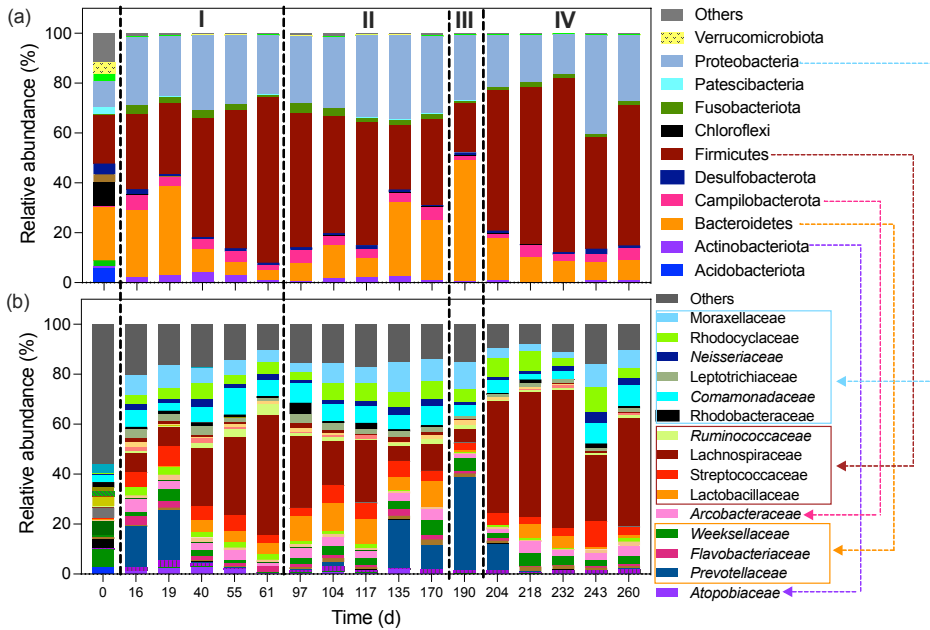 (a)
I
II
III
IV
Relative abundance (%)
100
80
60
40
20
0
Others
Verrucomicrobiota
Proteobacteria
Patescibacteria
Fusobacteriota
Chloroflexi
Firmicutes
Desulfobacterota
Campilobacterota
Bacteroidetes
Actinobacteriota
Acidobacteriota
(b)
Relative abundance (%)
100
80
60
40
20
0
0 16 19 40 55 61 97 104 117 135 170 190 204 218 232 243 260
Time (d)
Others
Moraxellaceae
Rhodocyclaceae
Neisseriaceae
Leptotrichiaceae
Comamonadaceae
Rhodobacteraceae
Ruminococcaceae
Lachnospiraceae
Streptococcaceae
Lactobacillaceae
Arcobacteraceae
Weeksellaceae
Flavobacteriaceae
Prevotellaceae
Atopobiaceae